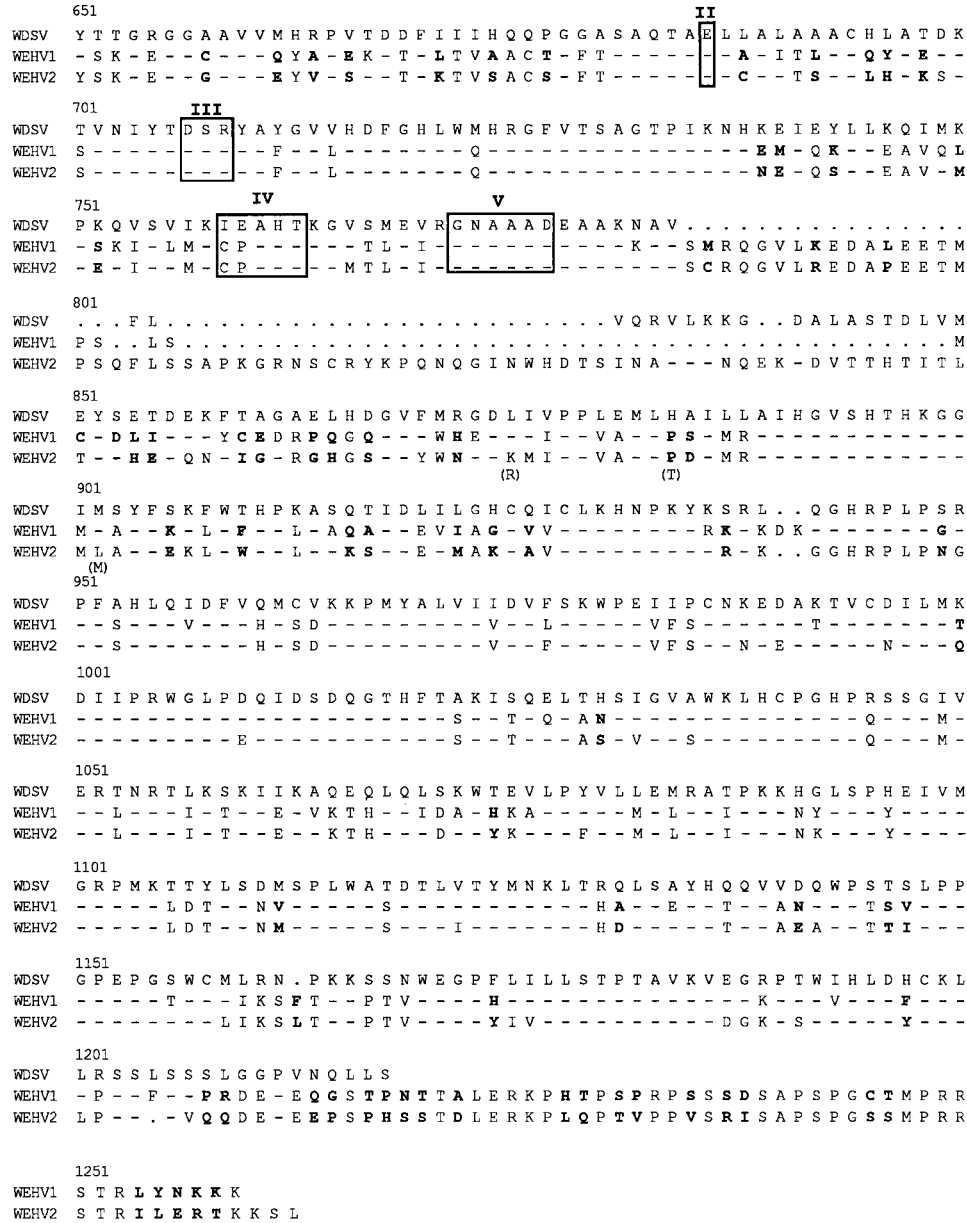 651
II
WDSV Y T T G R G G A A V V M H R P V T D D F I I I H Q Q P G G A S A Q T A E L L A L A A A C H L A T D K
WEHV1 - S K - E - - C - - - Q Y A - E K - T - L T V A A C T - F T - - - - - - A - I T L - - Q Y - E - -
WEHV2 Y S K - E - - G - - - E Y V - S - - T - K T V S A C S - F T - - - - - - C - - T S - - L H - K S -
701
III
WDSV T V N I Y T D S R Y A Y G V V H D F G H L W M H R G F V T S A G T P I K N H K E I E Y L L K Q I M K
WEHV1 S - - - - - - - - - - F - - L - - - - - - - Q - - - - - - - - - - - - - - - E M - Q K - - E A V Q L
WEHV2 S - - - - - - - - - - F - - L - - - - - - - Q - - - - - - - - - - - - - - - N E - Q S - - E A V - M
751
IV
V
WDSV P K Q V S V I K I E A H T K G V S M E V R G N A A A D E A A K N A V . . . . . . . . . . . . . . . .
WEHV1 - S K I - L M - C P - - - - - - T L - I - - - - - - - - - - - K - - S M R Q G V L K E D A L E E T M
WEHV2 - E - I - - M - C P - - - - - M T L - I - - - - - - - - - - - - - - S C R Q G V L R E D A P E E T M
801
WDSV . . . F L . . . . . . . . . . . . . . . . . . . . . . . . . V Q R V L K K G . . D A L A S T D L V M
WEHV1 P S . . L S . . . . . . . . . . . . . . . . . . . . . . . . . . . . . . . . . . . . . . . . . . . M
WEHV2 P S Q F L S S A P K G R N S C R Y K P Q N Q G I N W H D T S I N A - - - N Q E K - D V T T H T I T L
851
WDSV E Y S E T D E K F T A G A E L H D G V F M R G D L I V P P L E M L H A I L L A I H G V S H T H K G G
WEHV1 C - D L I - - - Y C E D R P Q G Q - - - W H E - - I - - V A - - P S - M R - - - - - - - - - - - -
WEHV2 T - - H E - Q N - I G - R G H G S - - Y W N - K M I - - V A - - P D - M R - - - - - - - - - - - -
(R) (T)
901
WDSV I M S Y F S K F W T H P K A S Q T I D L I L G H C Q I C L K H N P K Y K S R L . . Q G H R P L P S R
WEHV1 M - A - - K - L - F - - L - A Q A - - E V I A G - V V - - - - - - - - R K - K D K - - - - - - - G -
WEHV2 M L A - - E K L - W - - L - - K S - - E - M A K - A V - - - - - - - - - R - K . . G G H R P L P N G
(M)
951
WDSV P F A H L Q I D F V Q M C V K K P M Y A L V I I D V F S K W P E I I P C N K E D A K T V C D I L M K
WEHV1 - - S - - - V - - - H - S D - - - - - - - - - V - - L - - - - - V F S - - - - - - T - - - - - - - T
WEHV2 - - S - - - - - - - H - S D - - - - - - - - - V - - F - - - - - V F S - - N - E - - - - - N - - - Q
1001
WDSV D I I P R W G L P D Q I D S D Q G T H F T A K I S Q E L T H S I G V A W K L H C P G H P R S S G I V
WEHV1 - - - - - - - - - - - - - - - - - - - - - S - - T - Q - A N - - - - - - - - - - - - - - Q - - - M -
WEHV2 - - - - - - - - - E - - - - - - - - - - - S - - T - - - A S - V - - S - - - - - - - - - Q - - - M -
1051
WDSV E R T N R T L K S K I I K A Q E Q L Q L S K W T E V L P Y V L L E M R A T P K K H G L S P H E I V M
WEHV1 - - L - - - I - T - - E - V K T H - - I D A - H K A - - - - - M - L - - I - - - N Y - - - Y - - - -
WEHV2 - - L - - - I - T - - E - - K T H - - I D - - Y K - - - F - - M - L - - I - - - N K - - - Y - - - -
1101
WDSV G R P M K T T Y L S D M S P L W A T D T L V T Y M N K L T R Q L S A Y H Q Q V V D Q W P S T S L P P
WEHV1 - - - - - L D T - - N V - - - - - S - - - - - - - - - - - H A - - E - - T - - A N - - - T S V - -
WEHV2 - - - - - L D T - - N M - - - - - S - - - I - - - - - - - H D - - - - - T - - A E A - - T T I - -
1151
WDSV G P E P G S W C M L R N . P K K S S N W E G P F L I L L S T P T A V K V E G R P T W I H L D H C K L
WEHV1 - - - - - T - - I K S F T - - P T V - - - - H - - - - - - - - - - - - - - K - - - V - - - F - - -
WEHV2 - - - - - - - - L I K S L T - - P T V - - - - Y I V - - - - - - - - - - D G K - S - - - - - Y - - -
1201
WDSV L R S S L S S S L G G P V N Q L L S
WEHV1 - P - - F - - P R D E - E Q G S T P N T T A L E R K P H T P S P R P S S S D S A P S P G C T M P R R
WEHV2 L P - - . - V Q Q D E - E E P S P H S S T D L E R K P L Q P T V P P V S R I S A P S P G S S M P R R
1251
WEHV1 S T R L Y N K K K
WEHV2 S T R I L E R T K K S L